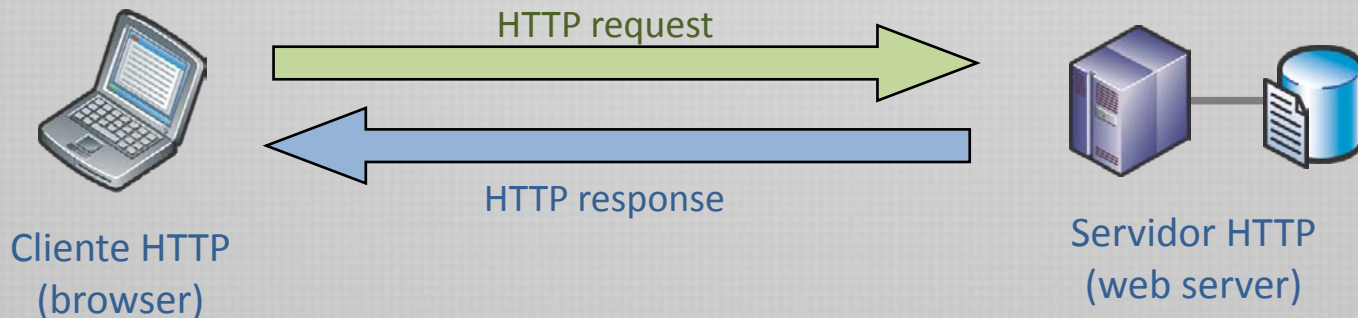 HTTP request
HTTP response
Cliente HTTP
(browser)
Servidor HTTP
(web server)